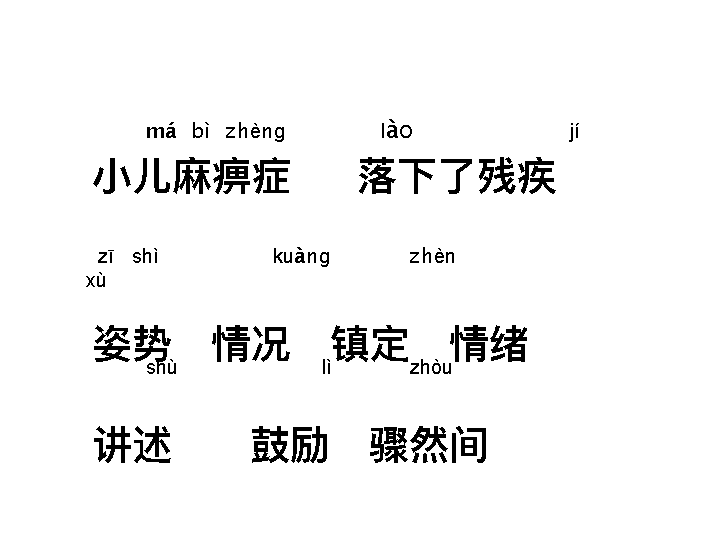 má bì zhèng lào jí
小儿麻痹症 落下了残疾
zī shì kuàng zhèn
xù
姿势 情况 镇定 情绪
shù lì zhòu
讲述 鼓励 骤然间